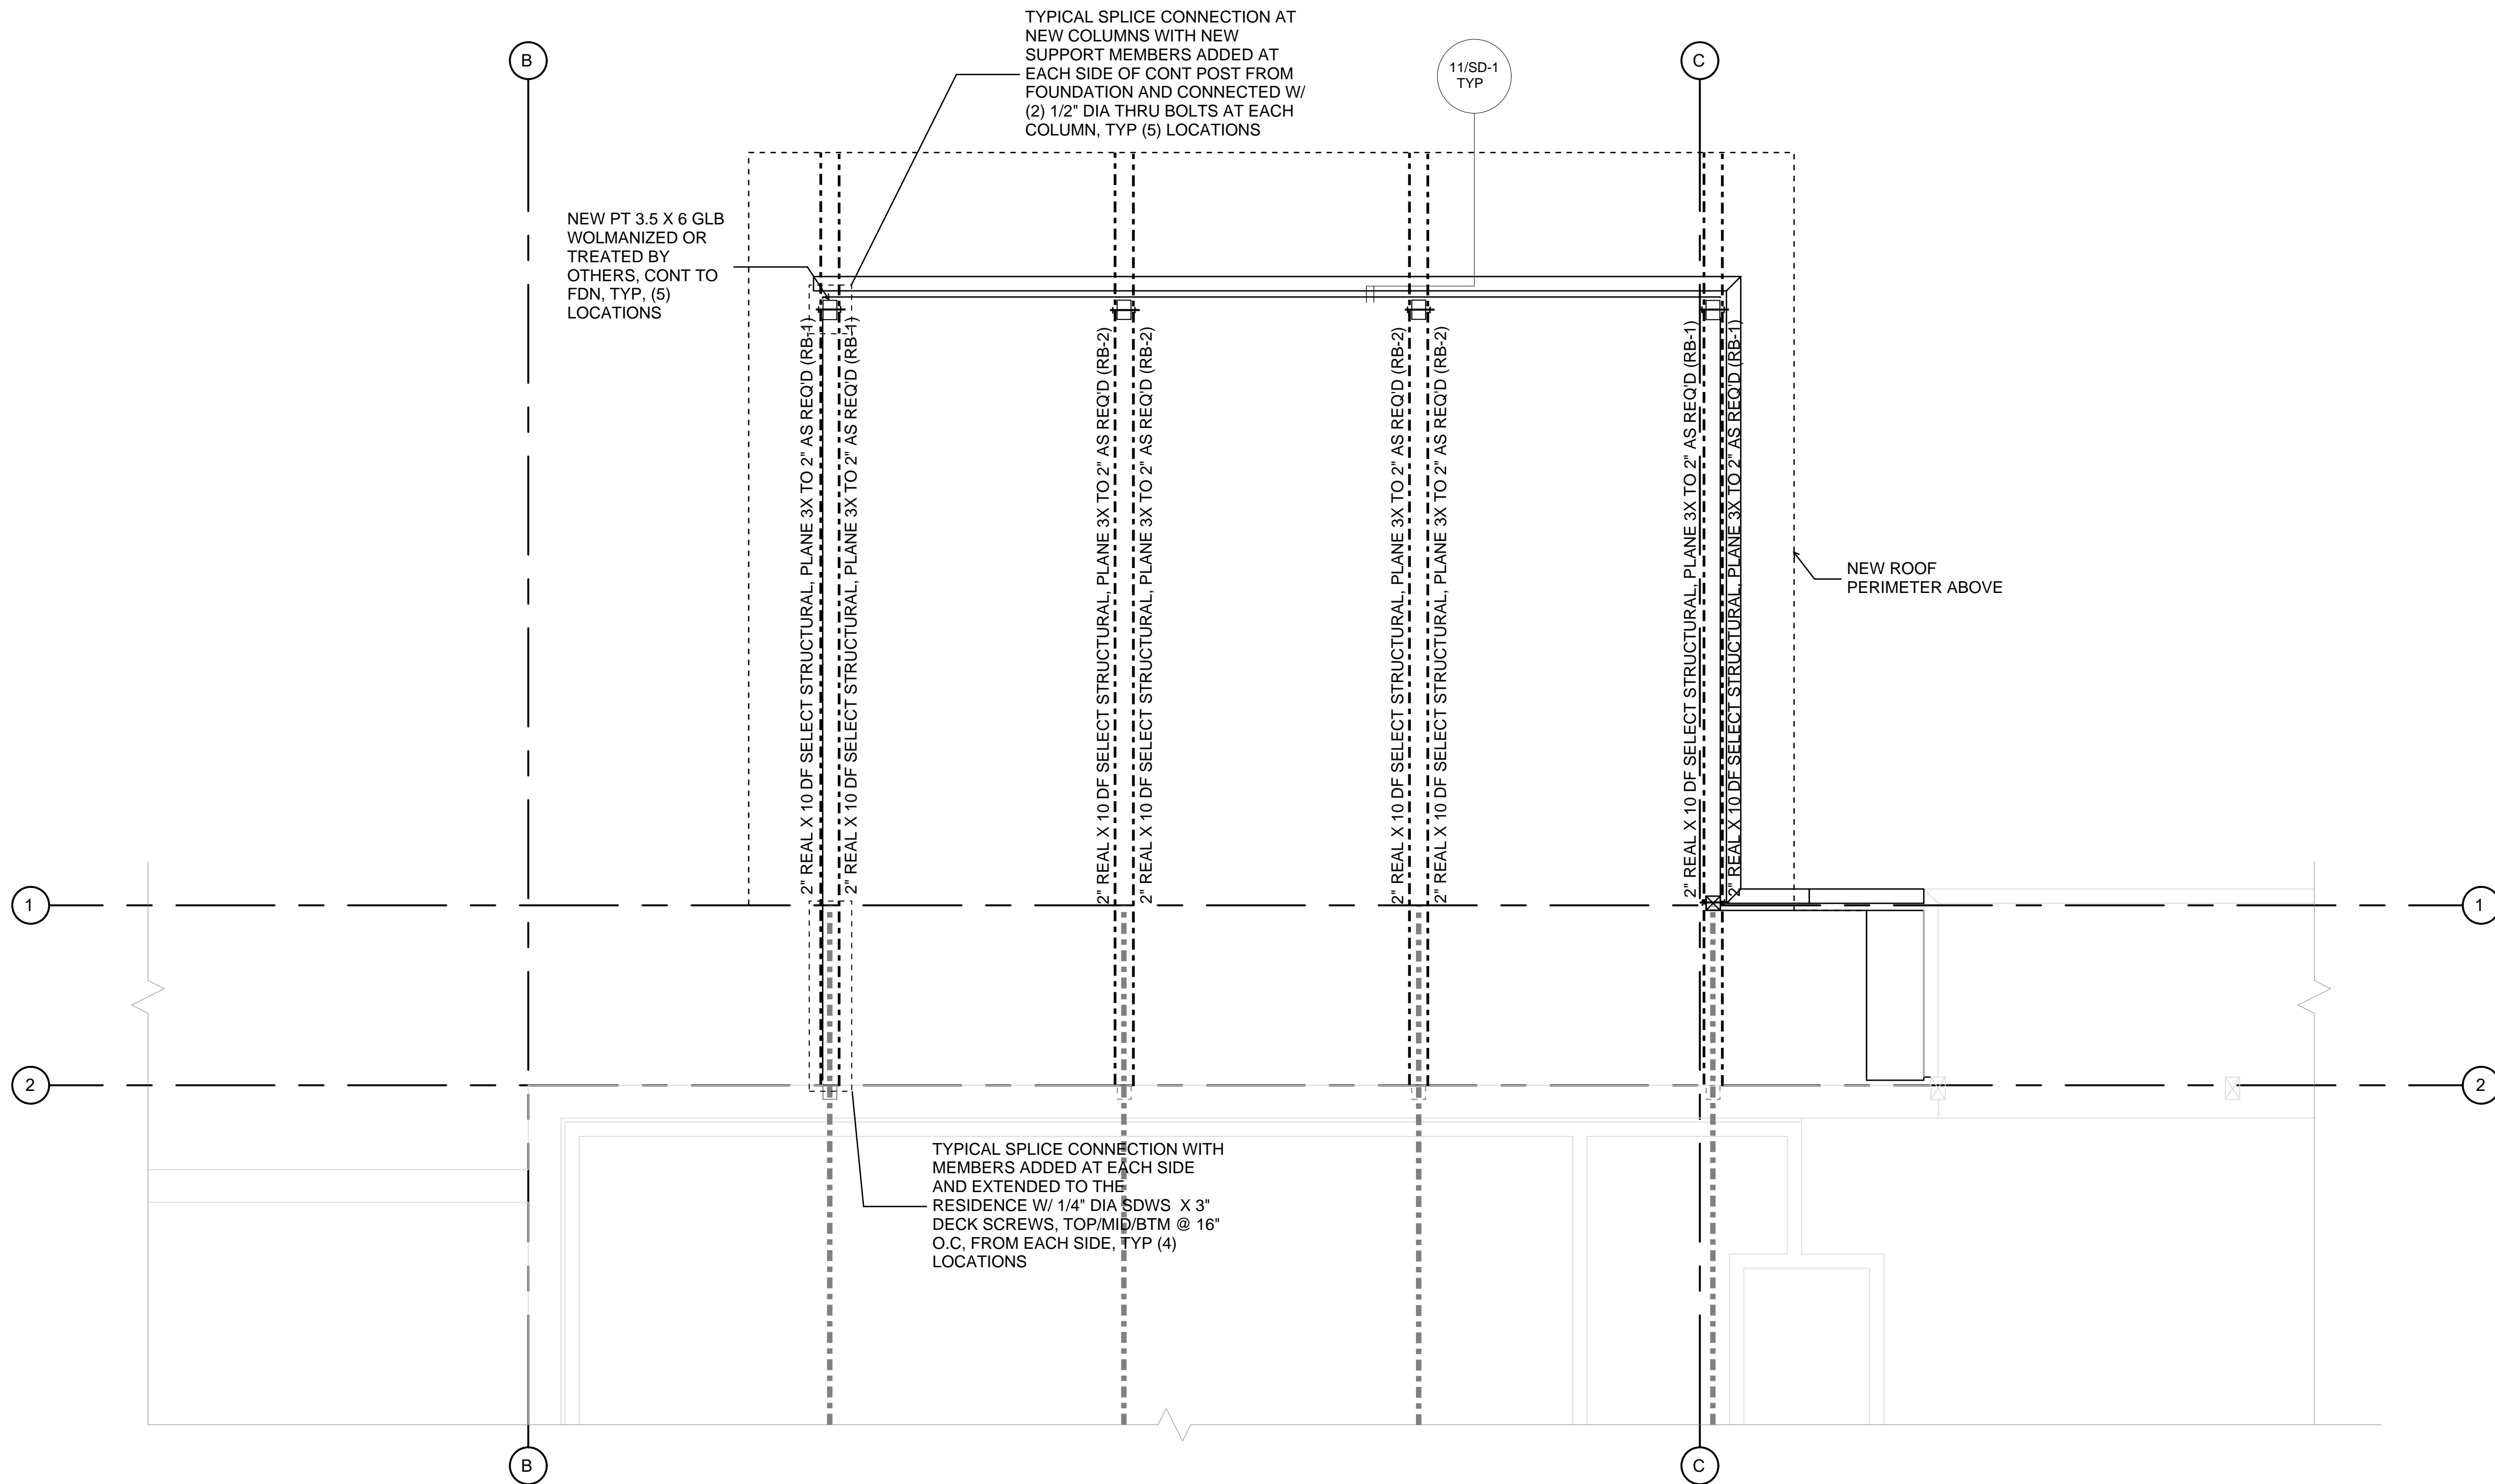 TYPICAL SPLICE CONNECTION AT
NEW COLUMNS WITH NEW
SUPPORT MEMBERS ADDED AT
EACH SIDE OF CONT POST FROM
FOUNDATION AND CONNECTED W/
(2) 1/2" DIA THRU BOLTS AT EACH
COLUMN, TYP (5) LOCATIONS
B
11/SD-1
TYP
C
NEW PT 3.5 X 6 GLB
WOLMANIZED OR
TREATED BY
OTHERS, CONT TO
FDN, TYP, (5)
LOCATIONS
2" REAL X 10 DF SELECT STRUCTURAL, PLANE 3X TO 2" AS REQ'D (RB-1)
2" REAL X 10 DF SELECT STRUCTURAL, PLANE 3X TO 2" AS REQ'D (RB-1)
2" REAL X 10 DF SELECT STRUCTURAL, PLANE 3X TO 2" AS REQ'D (RB-2)
2" REAL X 10 DF SELECT STRUCTURAL, PLANE 3X TO 2" AS REQ'D (RB-2)
2" REAL X 10 DF SELECT STRUCTURAL, PLANE 3X TO 2" AS REQ'D (RB-2)
2" REAL X 10 DF SELECT STRUCTURAL, PLANE 3X TO 2" AS REQ'D (RB-2)
2" REAL X 10 DF SELECT STRUCTURAL, PLANE 3X TO 2" AS REQ'D (RB-1)
2" REAL X 10 DF SELECT STRUCTURAL, PLANE 3X TO 2" AS REQ'D (RB-1)
NEW ROOF
PERIMETER ABOVE
1
1
2
2
TYPICAL SPLICE CONNECTION WITH
MEMBERS ADDED AT EACH SIDE
AND EXTENDED TO THE
RESIDENCE W/ 1/4" DIA SDWS X 3"
DECK SCREWS, TOP/MID/BTM @ 16"
O.C, FROM EACH SIDE, TYP (4)
LOCATIONS
B
C